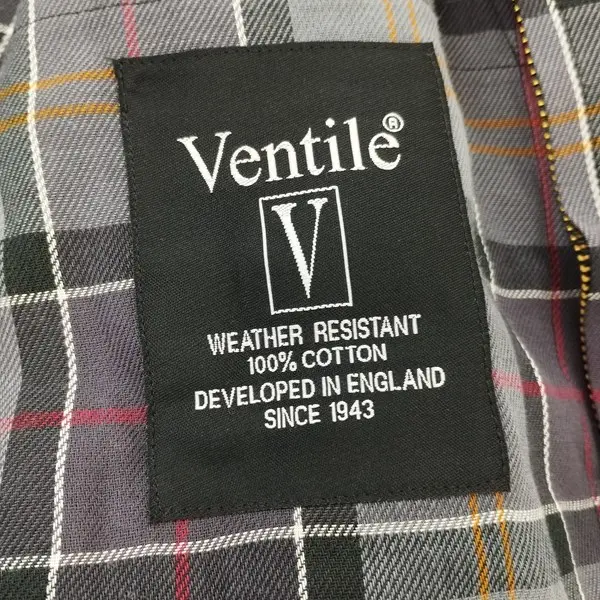 Ventile®
V
WEATHER RESISTANT
100% COTTON
DEVELOPED IN ENGLAND
SINCE 1943